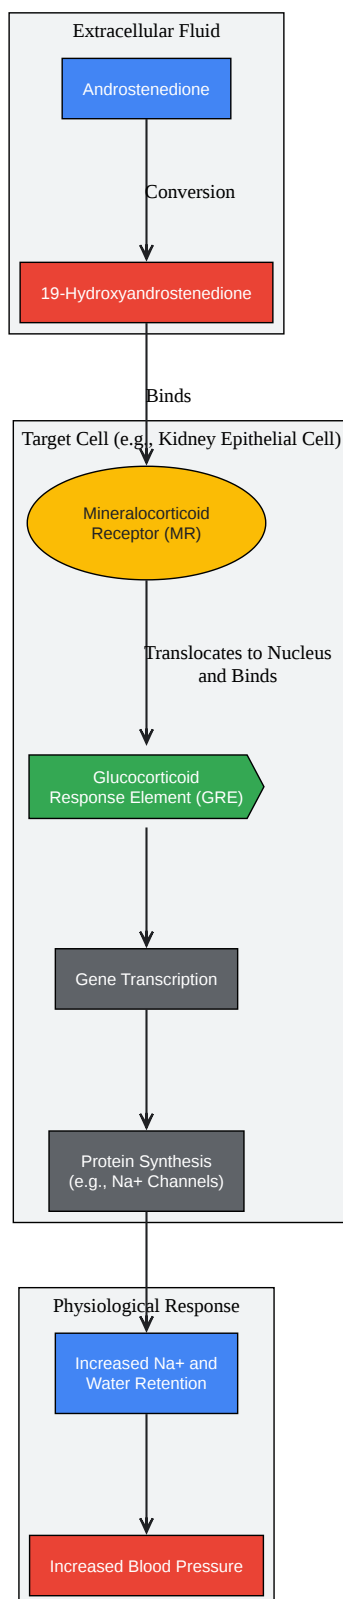 Extracellular Fluid
Androstenedione
Conversion
19-Hydroxyandrostenedione
Binds
Target Cell (e.g., Kidney Epithelial Cell)
Mineralocorticoid
Receptor (MR)
Translocates to Nucleus
and Binds
Glucocorticoid
Response Element (GRE)
Gene Transcription
Protein Synthesis
(e.g., Na+ Channels)
Physiological Response
Increased Na+ and
Water Retention
Increased Blood Pressure